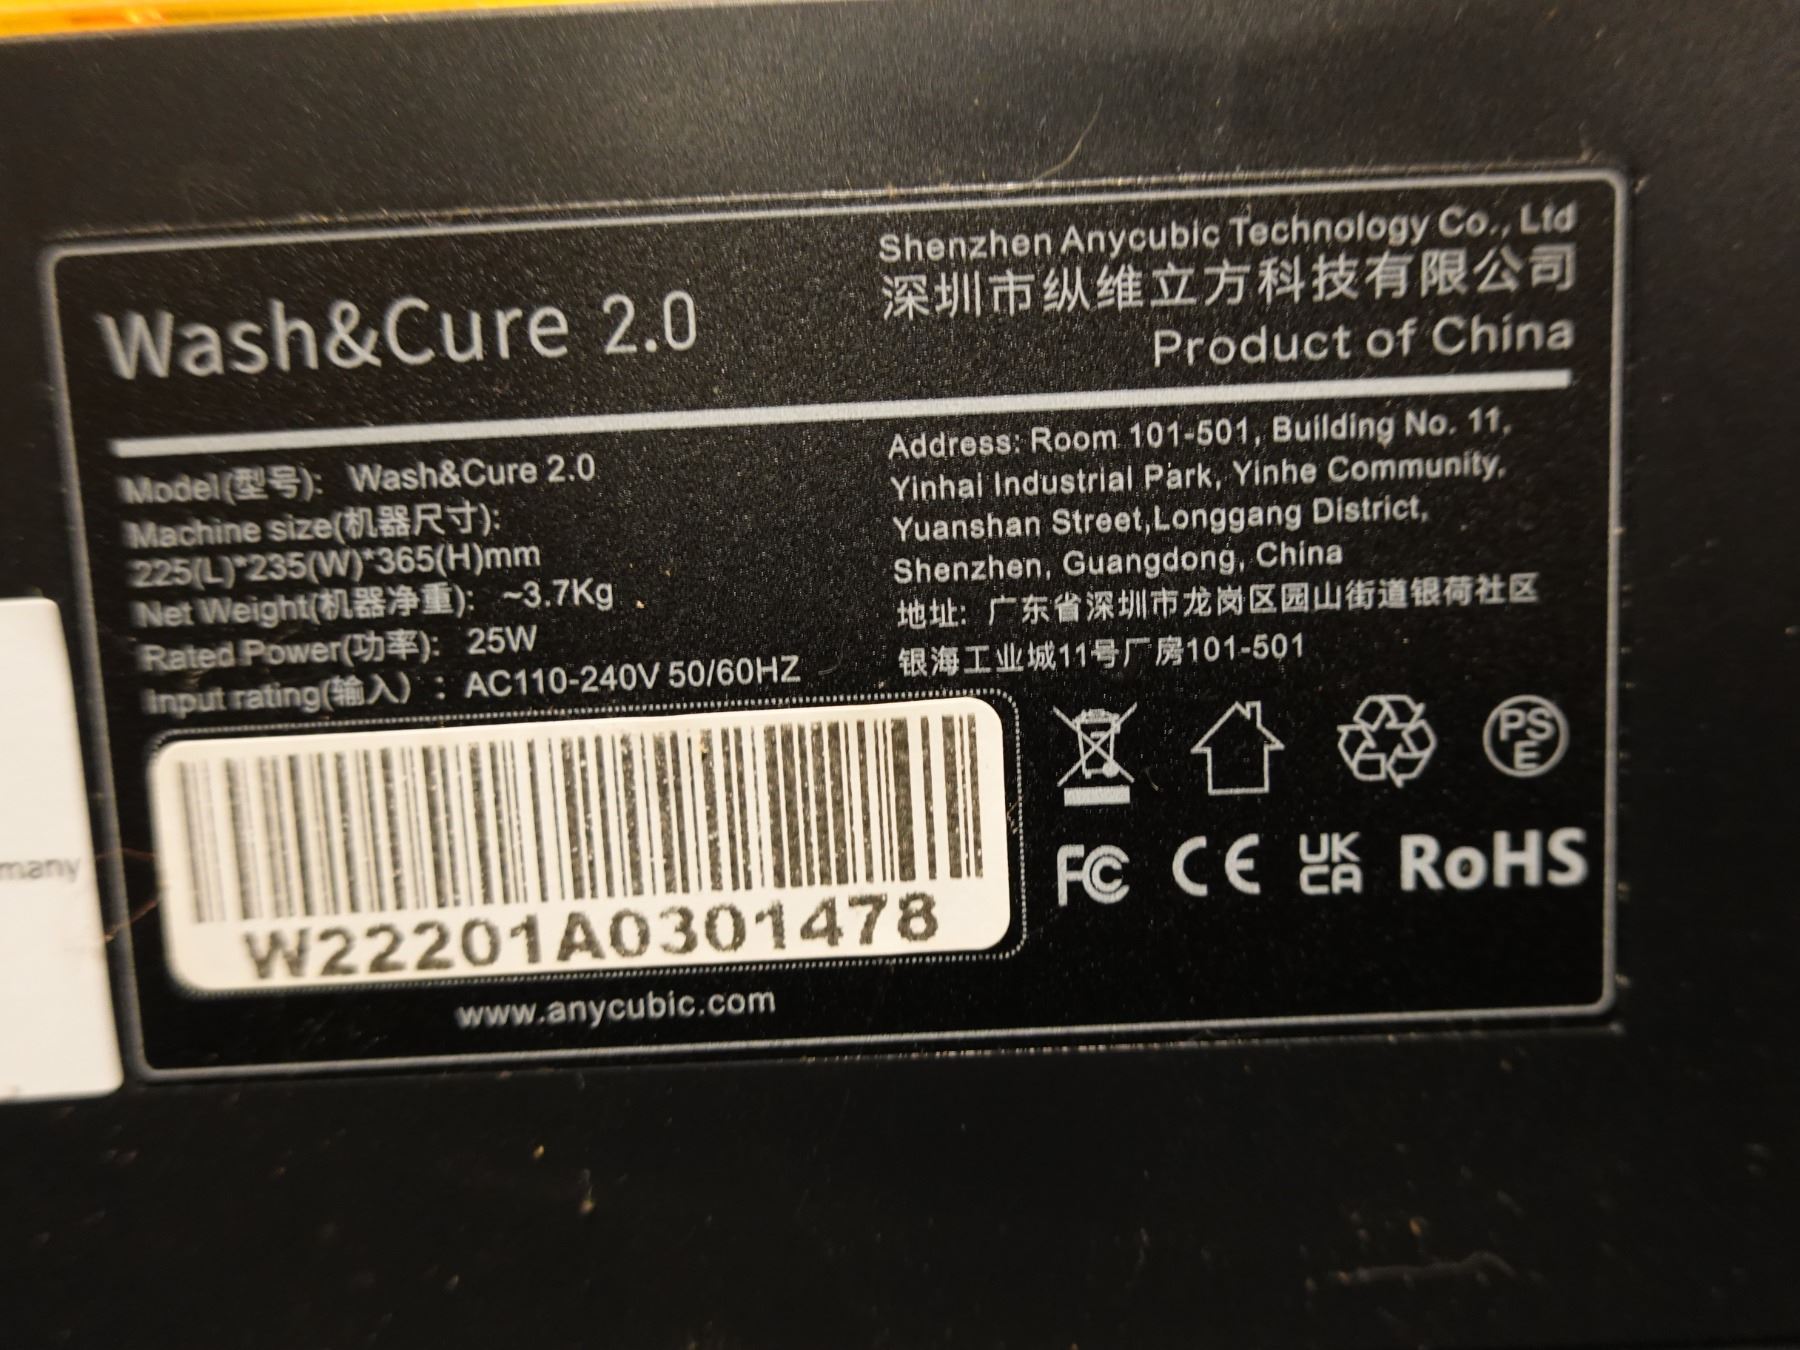 Wash&Cure 2.0
Shenzhen Anycubic Technology Co., Ltd
深圳市纵维立方科技有限公司
Product of China
Model(型号): Wash&Cure 2.0
Machine size(机器尺寸):
225(L)*235(W)*365(H)mm
Net Weight(机器净重): ~3.7Kg
Rated Power(功率): 25W
Input rating(输入) : AC110-240V 50/60HZ
Address: Room 101-501, Building No. 11,
Yinhai Industrial Park, Yinhe Community,
Yuanshan Street,Longgang District,
Shenzhen, Guangdong, China
地址: 广东省深圳市龙岗区园山街道银荷社区
银海工业城11号厂房101-501
W22201A0301478
www.anycubic.com
PS
E
FC CE UK
CA RoHS
many